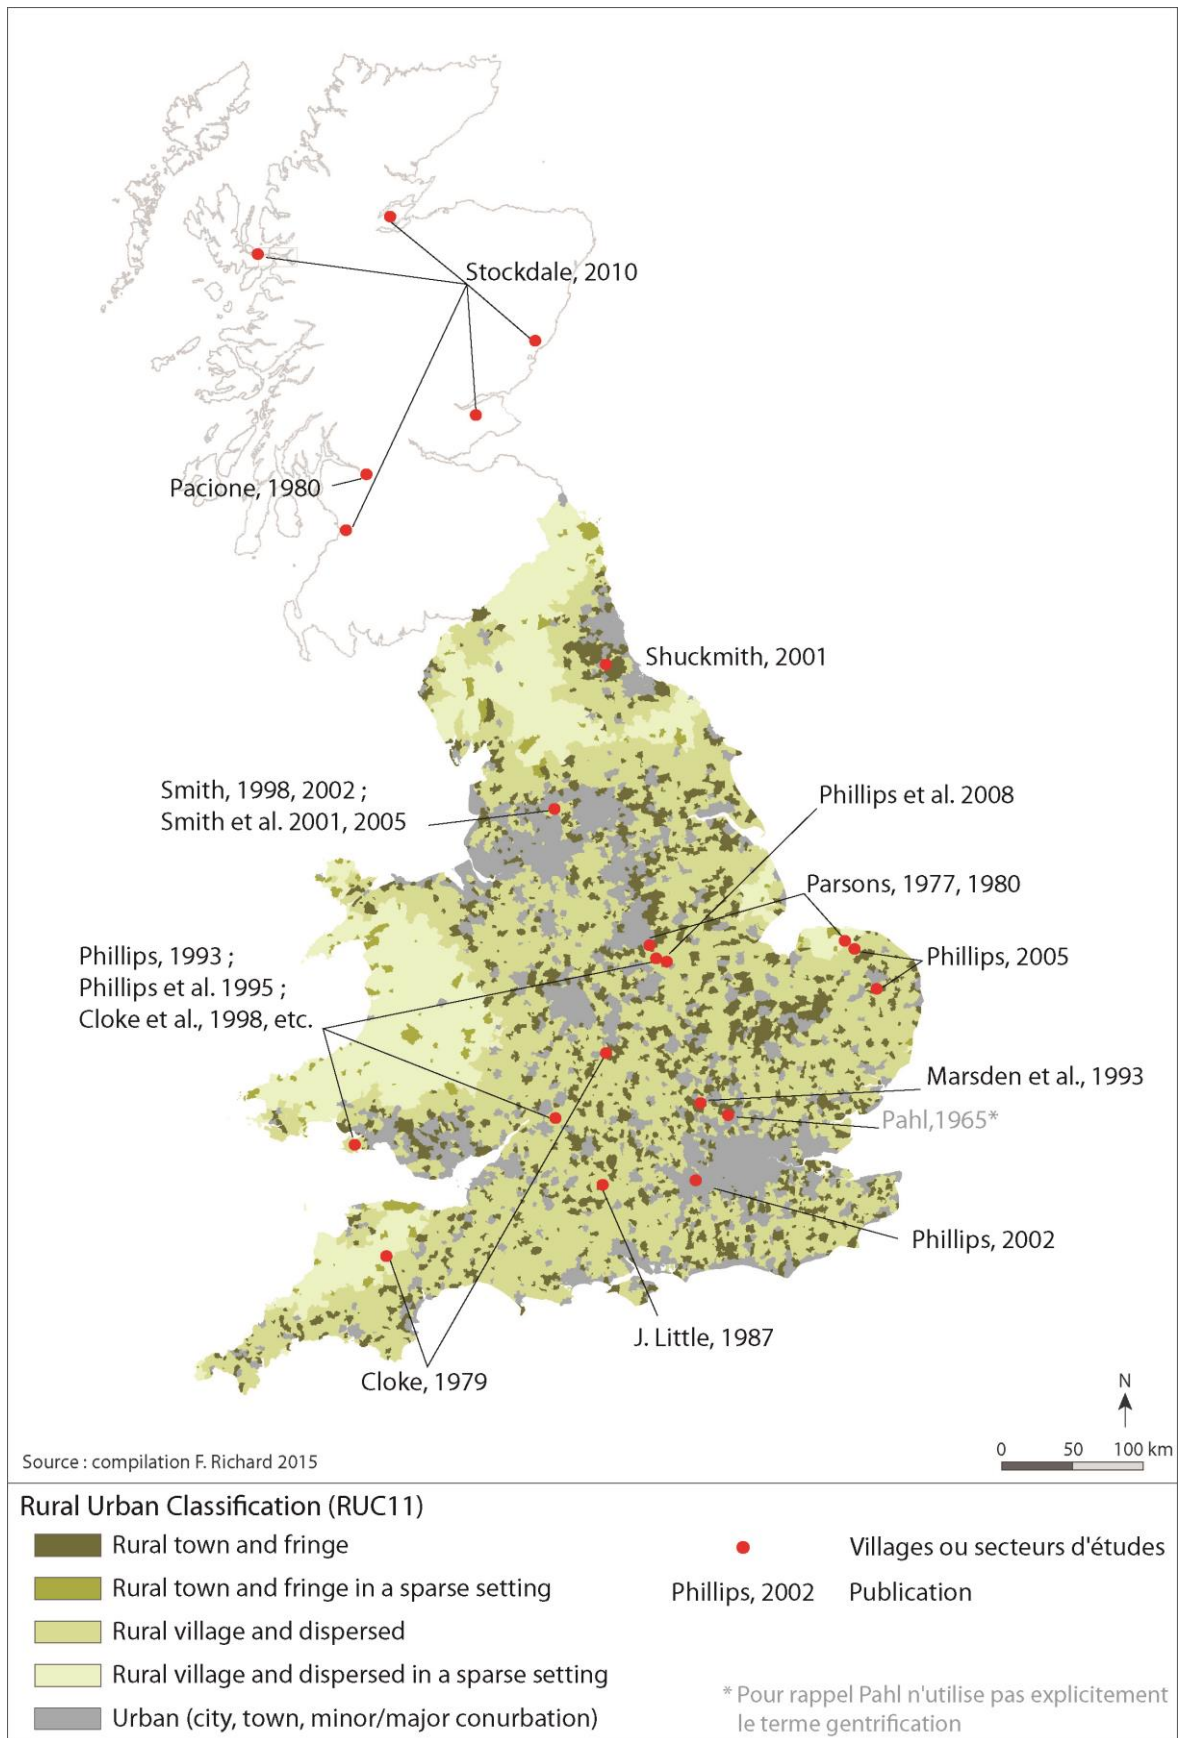 Stockdale, 2010
Pacione, 1980
Shuckmith, 2001
Smith, 1998, 2002 ;
Smith et al. 2001, 2005
Phillips et al. 2008
Parsons, 1977, 1980
Phillips, 1993 ;
Phillips et al. 1995 ;
Cloke et al., 1998, etc.
Phillips, 2005
Marsden et al., 1993
Pahl,1965*
Phillips, 2002
J. Little, 1987
Cloke, 1979
N
0 50 100 km
Source : compilation F. Richard 2015
Rural Urban Classification (RUC11)
Rural town and fringe
Rural town and fringe in a sparse setting
Rural village and dispersed
Rural village and dispersed in a sparse setting
Urban (city, town, minor/major conurbation)
Villages ou secteurs d'études
Phillips, 2002 Publication
* Pour rappel Pahl n'utilise pas explicitement
le terme gentrification